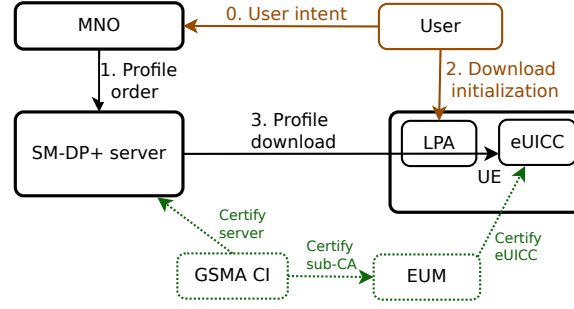 MNO
0. User intent
User
1. Profile
order
2. Download
initialization
SM-DP+ server
3. Profile
download
LPA
eUICC
UE
Certify
server
Certify
sub-CA
Certify
eUICC
GSMA CI
EUM